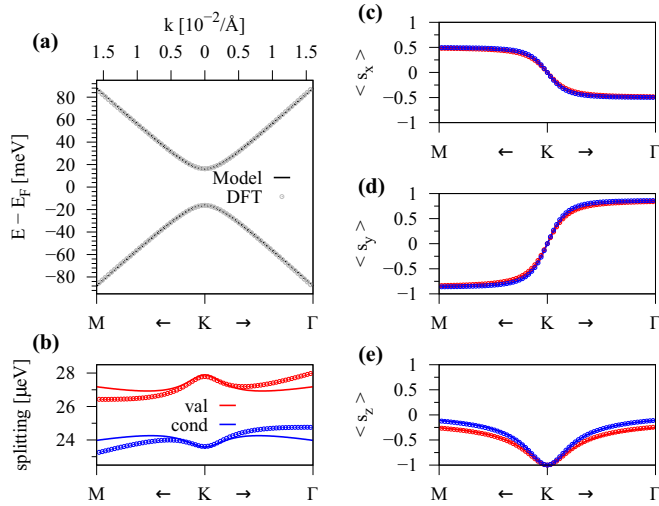 k [10⁻²/Å]
(a)
1.5 1 0.5 0 0.5 1 1.5
E − E_F [meV]
80
60
40
20
0
−20
−40
−60
−80
Model
DFT
M ← K → Γ
(b)
splitting [μeV]
28
26
24
val
cond
M ← K → Γ
(c)
< s_x >
1
0.5
0
−0.5
−1
M ← K → Γ
(d)
< s_y >
1
0.5
0
−0.5
−1
M ← K → Γ
(e)
< s_z >
1
0.5
0
−0.5
−1
M ← K → Γ